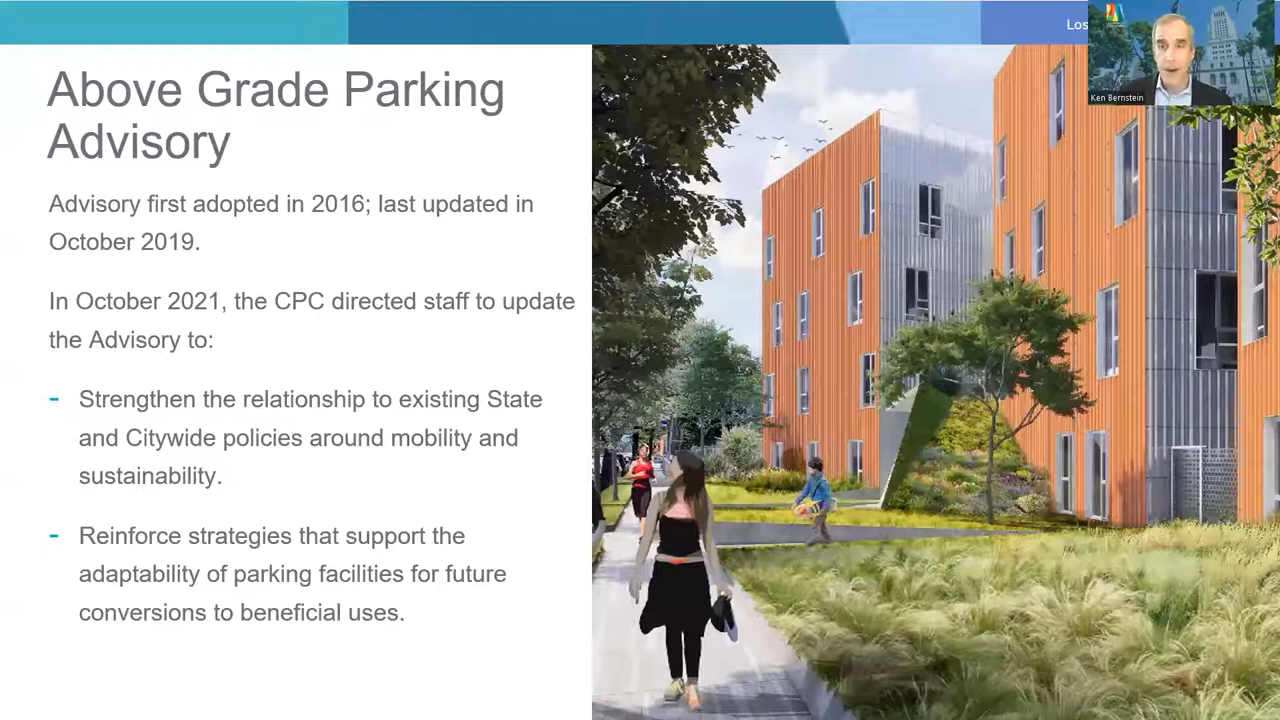 Los
Ken Bernstein
Above Grade Parking
Advisory
Advisory first adopted in 2016; last updated in
October 2019.
In October 2021, the CPC directed staff to update
the Advisory to:
- Strengthen the relationship to existing State
and Citywide policies around mobility and
sustainability.
- Reinforce strategies that support the
adaptability of parking facilities for future
conversions to beneficial uses.